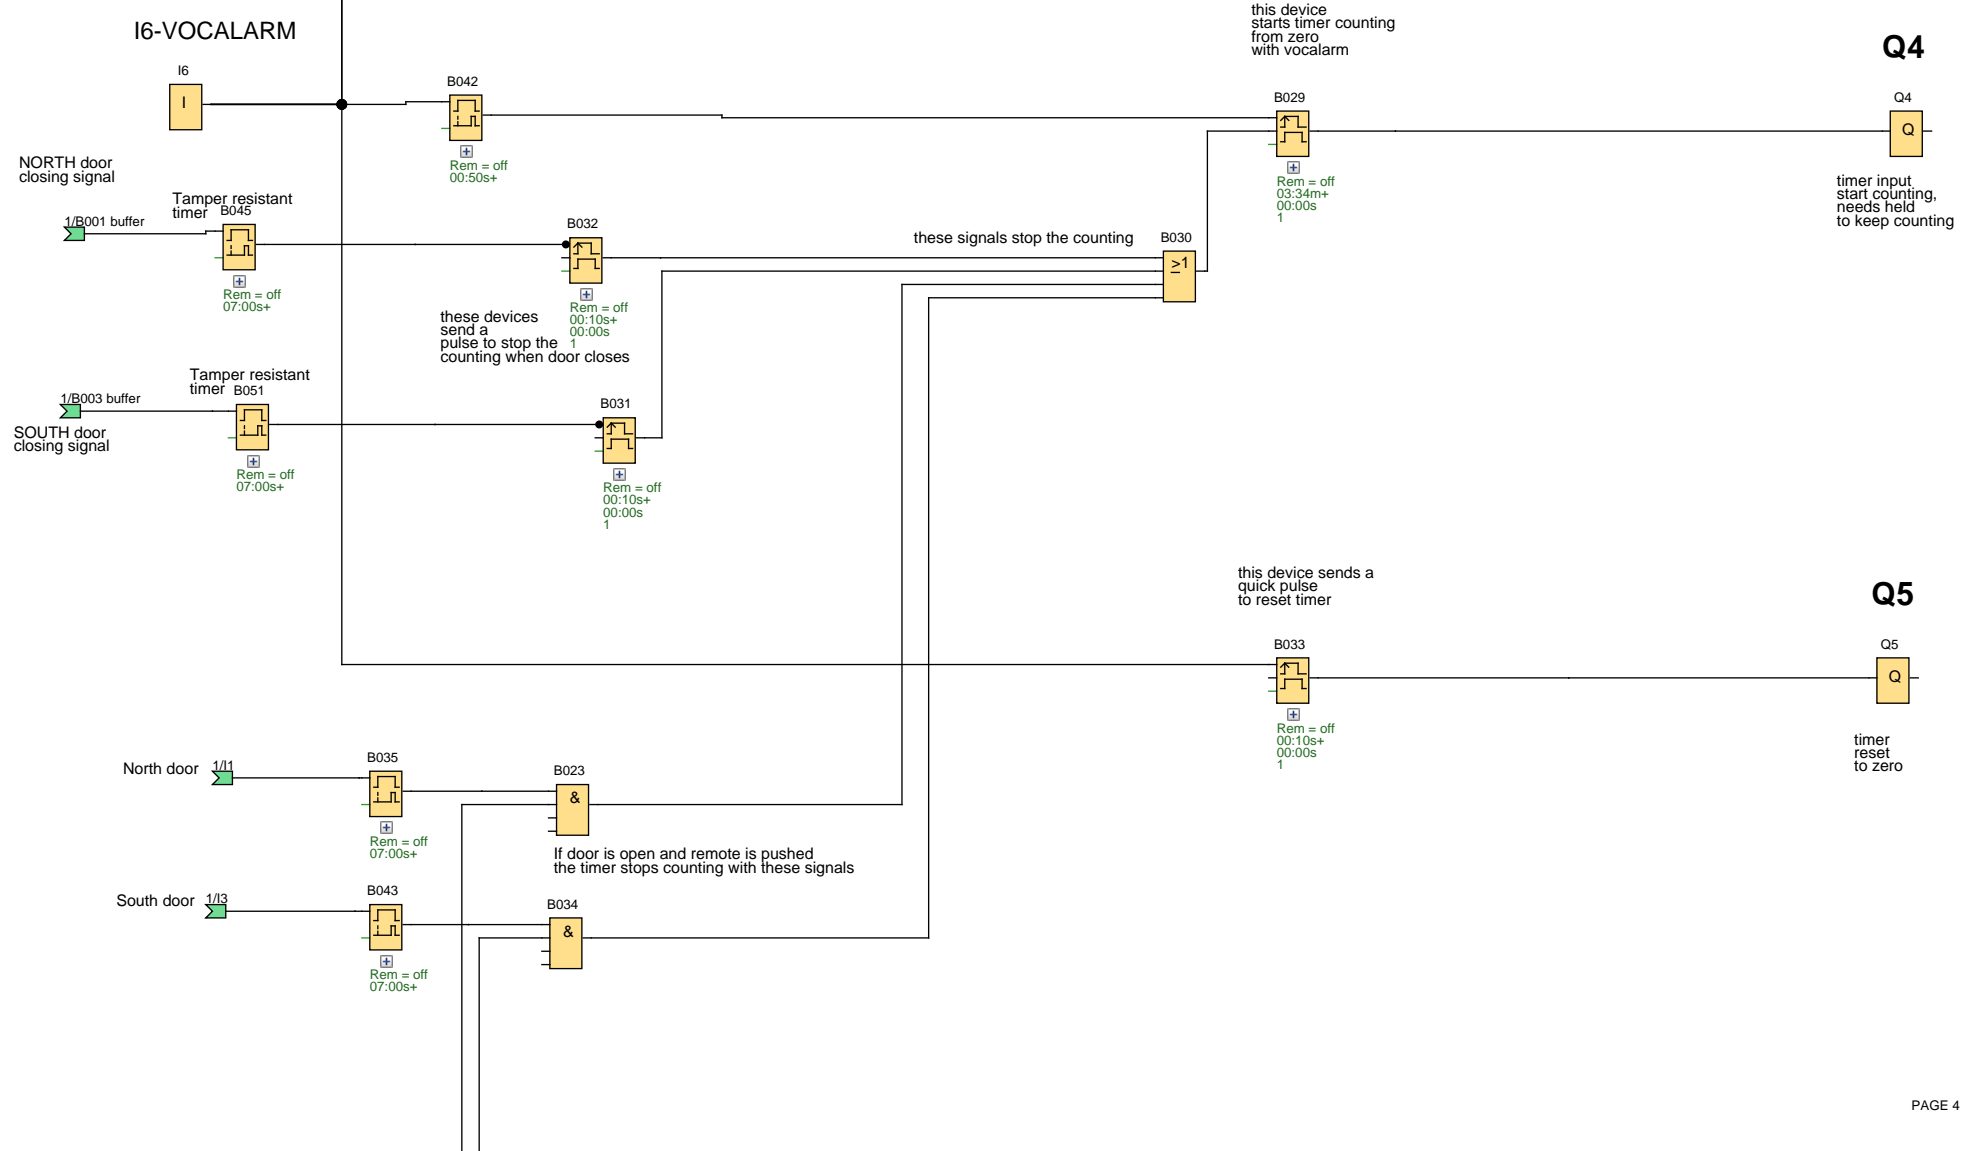 this device
starts timer counting
from zero
with vocalarm
I6-VOCALARM
Q4
I6
I
B042
Rem = off
00:50s+
B029
Rem = off
03:34m+
00:00s
1
Q4
Q
timer input
start counting,
needs held
to keep counting
NORTH door
closing signal
1/B001 buffer
Tamper resistant
timer
B045
Rem = off
07:00s+
B032
Rem = off
00:10s+
00:00s
1
these signals stop the counting
B030
≥1
these devices
send a
pulse to stop the
counting when door closes
Tamper resistant
timer
B051
Rem = off
07:00s+
1/B003 buffer
SOUTH door
closing signal
B031
Rem = off
00:10s+
00:00s
1
this device sends a
quick pulse
to reset timer
Q5
B033
Rem = off
00:10s+
00:00s
1
Q5
Q
timer
reset
to zero
North door
1/I1
B035
Rem = off
07:00s+
B023
&
If door is open and remote is pushed
the timer stops counting with these signals
South door
1/I3
B043
Rem = off
07:00s+
B034
&
PAGE 4